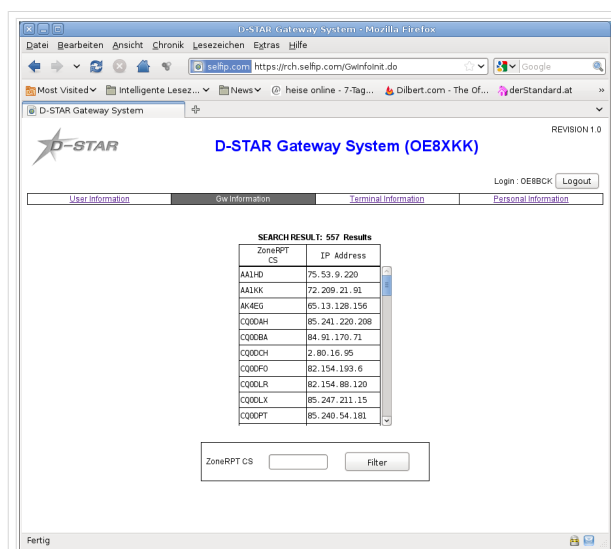 D-STAR Gateway System - Mozilla Firefox
Datei Bearbeiten Ansicht Chronik Lesezeichen Extras Hilfe
selfip.com https://rch.selfip.com/GwInfoInit.do Google
Most Visited Intelligente Lesez... News heise online - 7-Tag... Dilbert.com - The Of... derStandard.at »
D-STAR Gateway System
REVISION 1.0
D-STAR
D-STAR Gateway System (OE8XKK)
Login : OE8BCK Logout
User Information Gw Information Terminal Information Personal Information
SEARCH RESULT: 557 Results
ZoneRPT CS IP Address
AA1HD 75.53.9.220
AA1KK 72.209.21.91
AK4EG 65.13.128.156
CQ0DAH 85.241.220.208
CQ0DBA 84.91.170.71
CQ0DCH 2.80.16.95
CQ0DFO 82.154.193.6
CQ0DLR 82.154.88.120
CQ0DLX 85.247.211.15
CQ0DPT 85.240.54.181
ZoneRPT CS Filter
Fertig